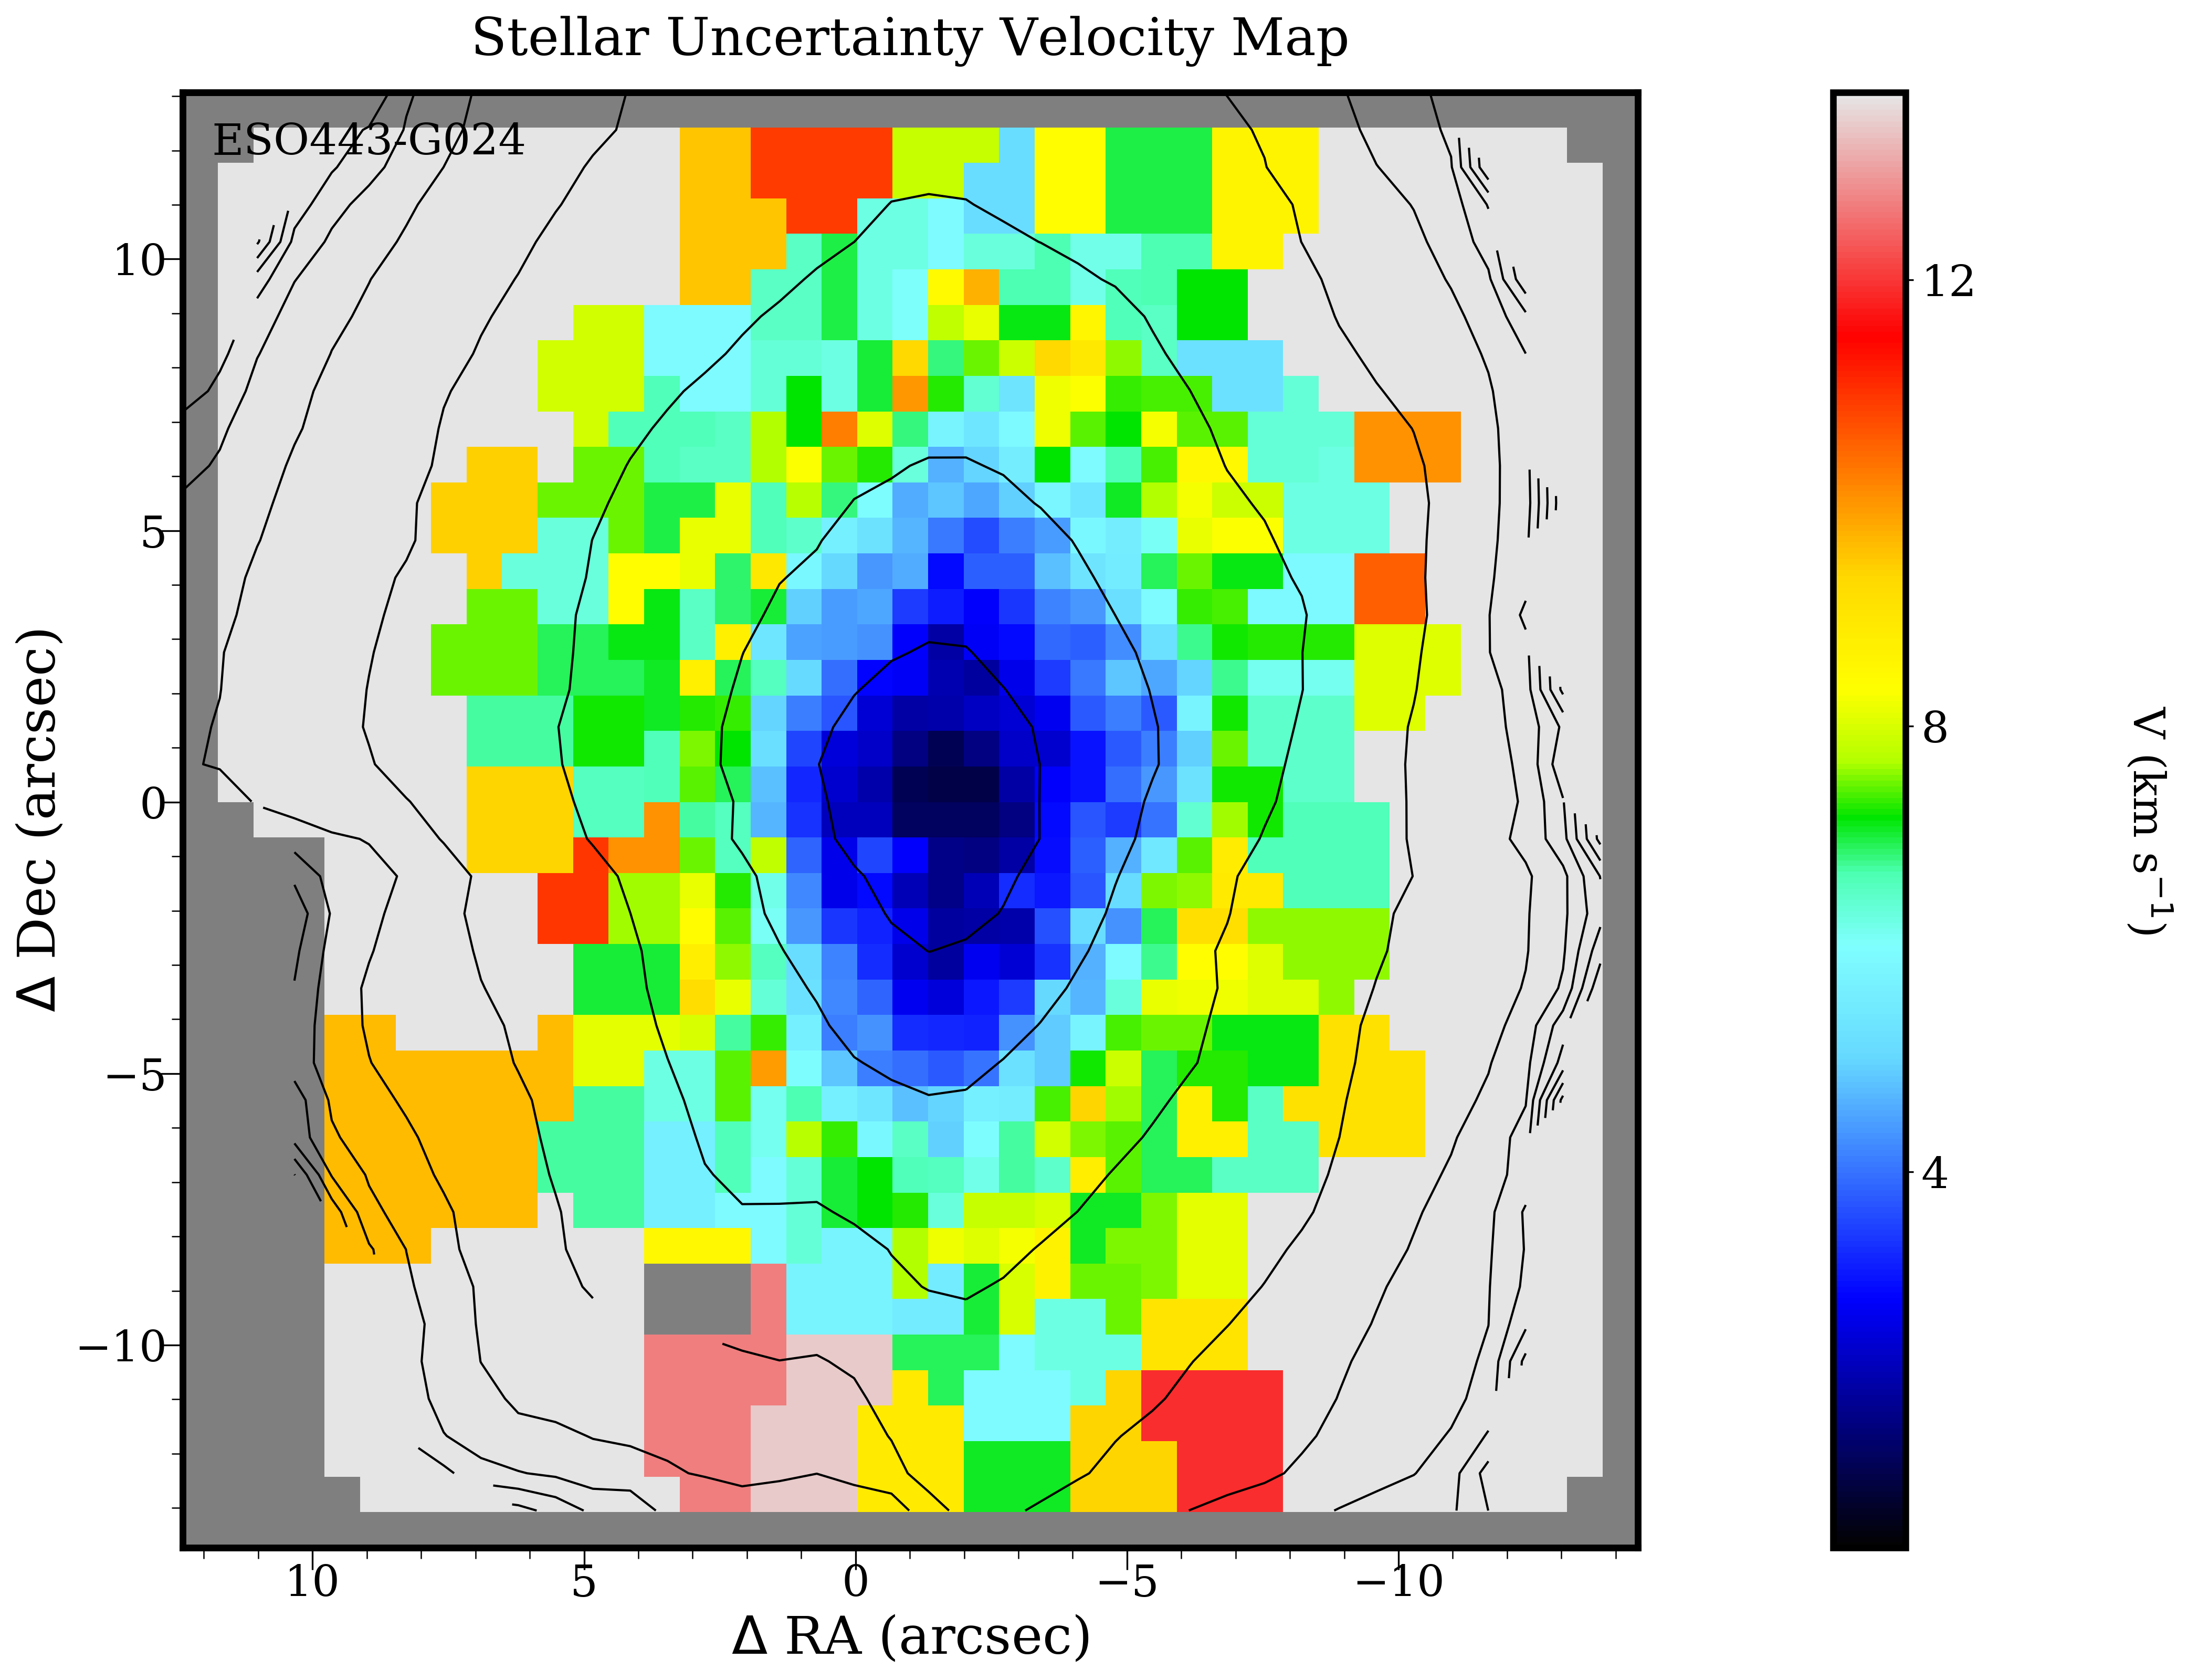 Stellar Uncertainty Velocity Map
ESO443-G024
10
5
0
−5
−10
Δ Dec (arcsec)
10
5
0
−5
−10
Δ RA (arcsec)
12
8
4
V (km s⁻¹)